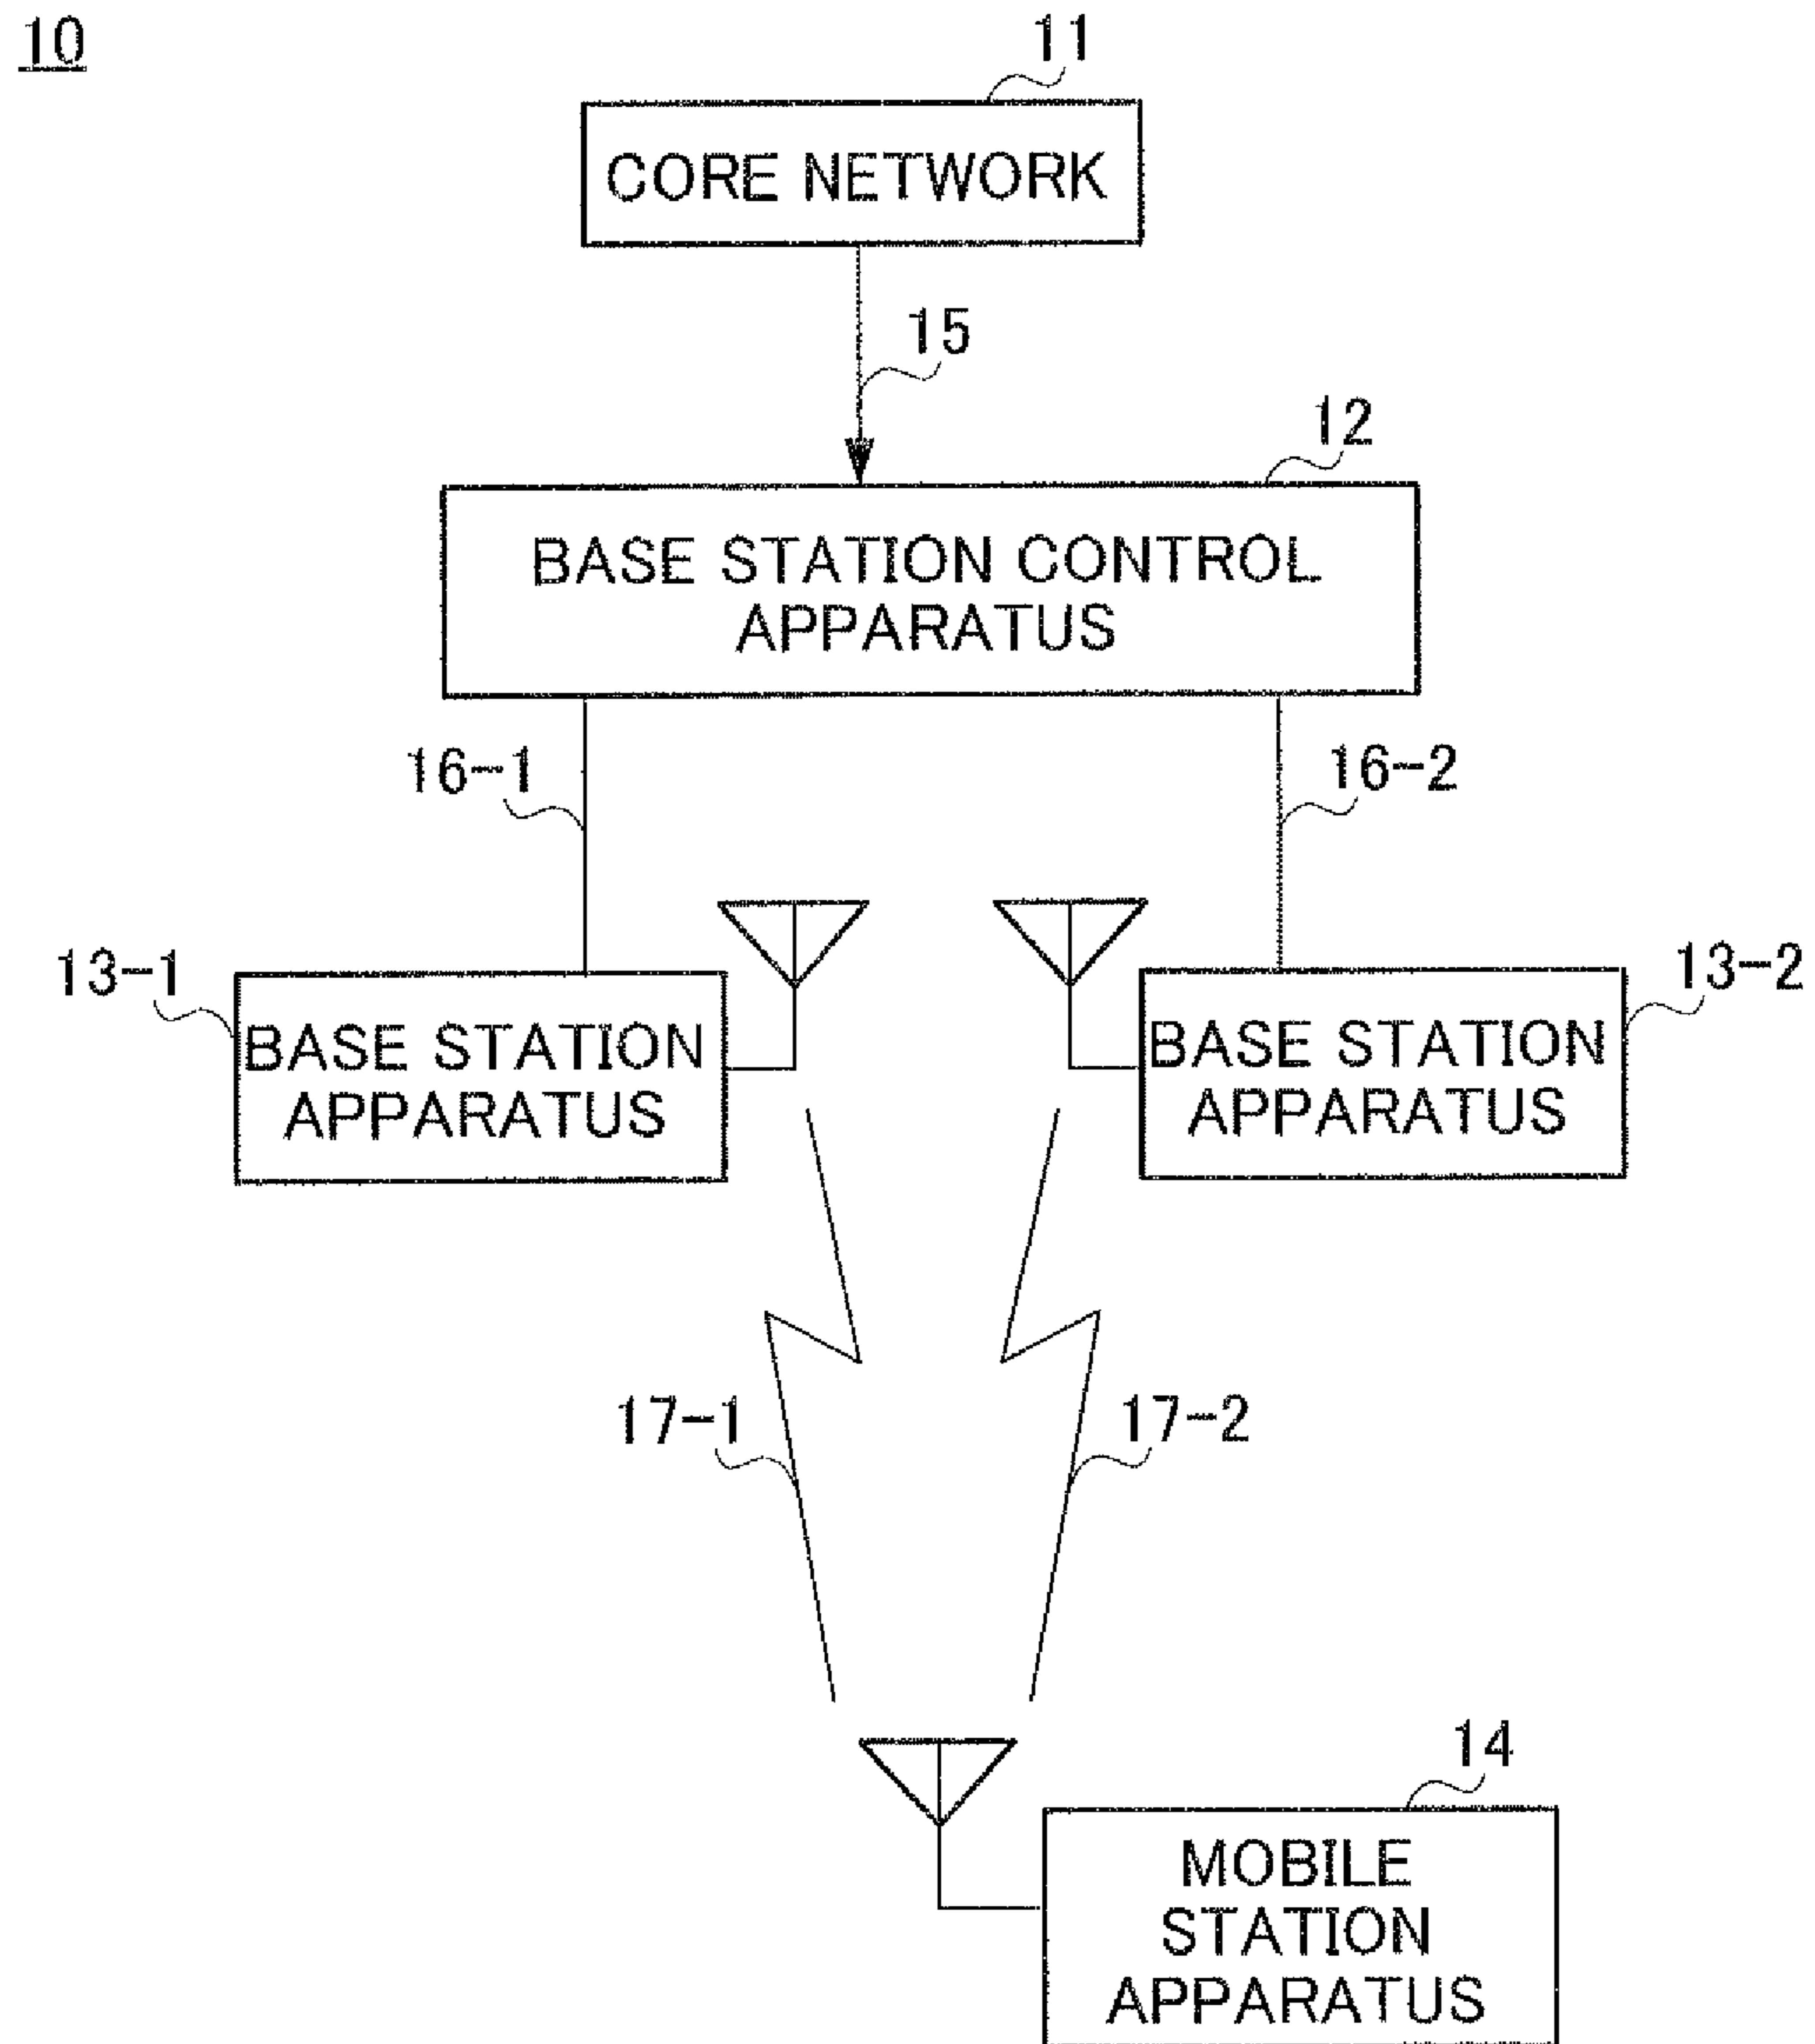 10
11
CORE NETWORK
15
12
BASE STATION CONTROL
APPARATUS
16-1
16-2
13-1
13-2
BASE STATION
APPARATUS
BASE STATION
APPARATUS
17-1
17-2
14
MOBILE
STATION
APPARATUS